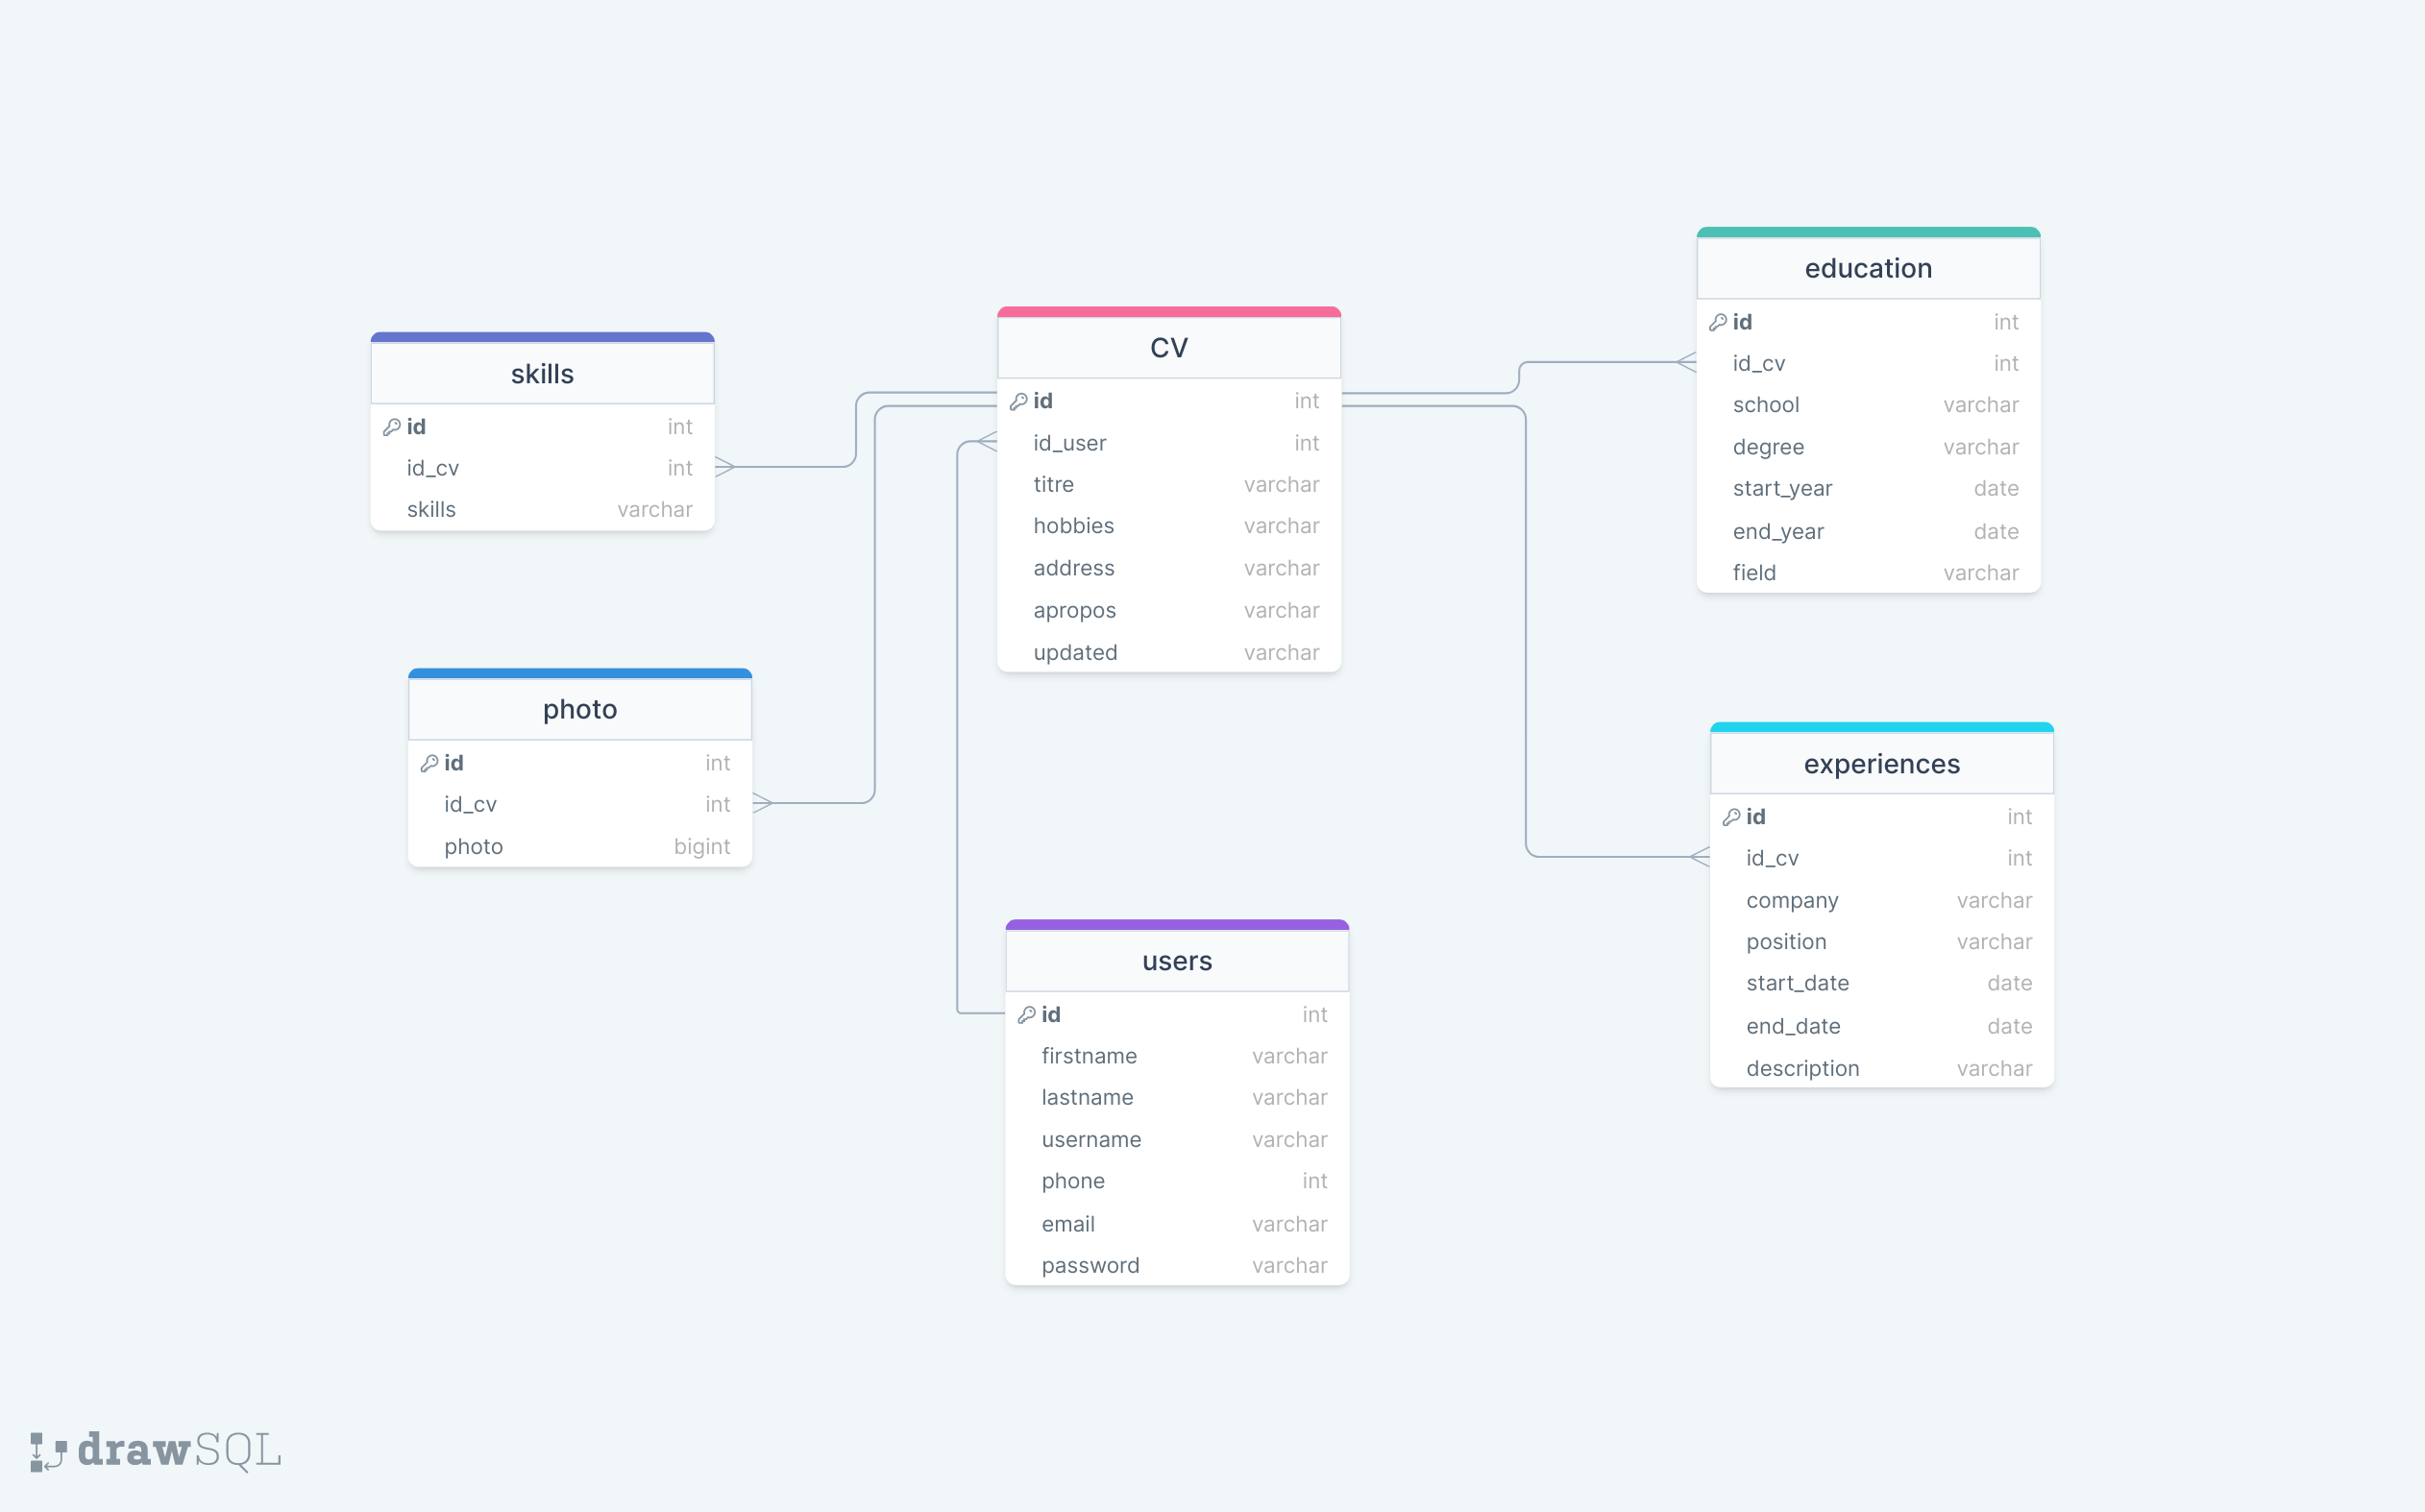 skills
id int
id_cv int
skills varchar
photo
id int
id_cv int
photo bigint
CV
id int
id_user int
titre varchar
hobbies varchar
address varchar
apropos varchar
updated varchar
users
id int
firstname varchar
lastname varchar
username varchar
phone int
email varchar
password varchar
education
id int
id_cv int
school varchar
degree varchar
start_year date
end_year date
field varchar
experiences
id int
id_cv int
company varchar
position varchar
start_date date
end_date date
description varchar
drawSQL